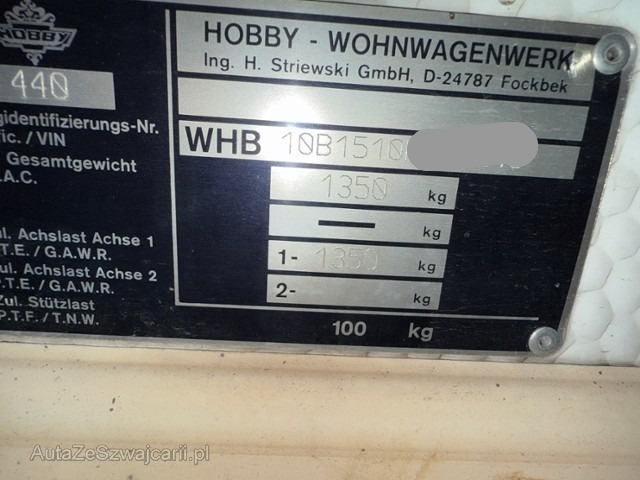 HOBBY
HOBBY - WOHNWAGENWERK
Ing. H. Striewski GmbH, D-24787 Fockbek
440
gidentifizierungs-Nr.
fic./VIN
WHB 10B1510
Gesamtgewicht
.A.C.
1350 kg
kg
ul. Achslast Achse 1
P.T.E./G.A.W.R.
1- 1350 kg
ul. Achslast Achse 2
P.T.E./G.A.W.R.
2- kg
Zul. Stützlast
P.T.F./T.N.W.
100 kg
AutaZeSzwajcarii.pl